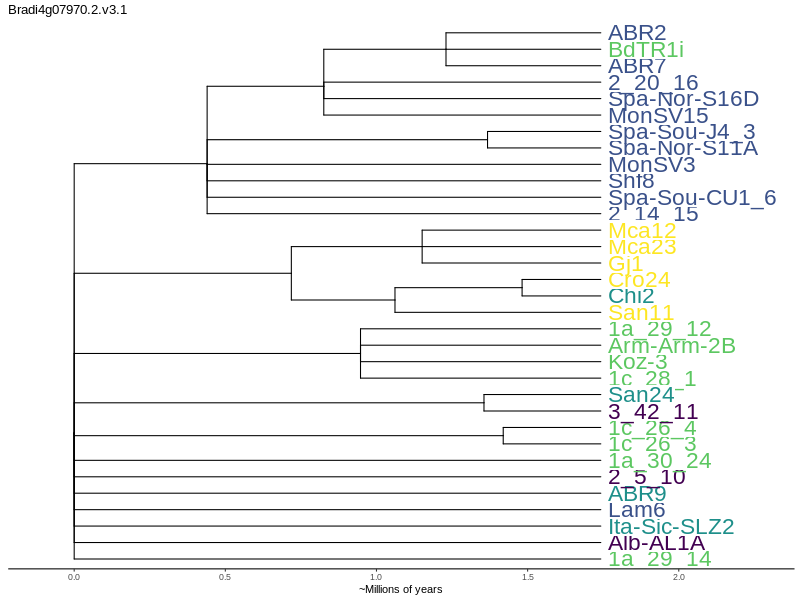 Bradi4g07970.2.v3.1
ABR2
BdTR1i
ABR7
2_20_16
Spa-Nor-S16D
MonSV15
Spa-Sou-J4_3
Spa-Nor-S11A
MonSV3
Shi8
Spa-Sou-CU1_6
2_14_15
Mca12
Mca23
Gj1
Cro24
Chi2
San11
1a_29_12
Arm-Arm-2B
Koz-3
1c_28_1
San24
3_42_11
1c_26_4
1c_26_3
1a_30_24
2_5_10
ABR9
Lam6
Ita-Sic-SLZ2
Alb-AL1A
1a_29_14
0.0 0.5 1.0 1.5 2.0
~Millions of years